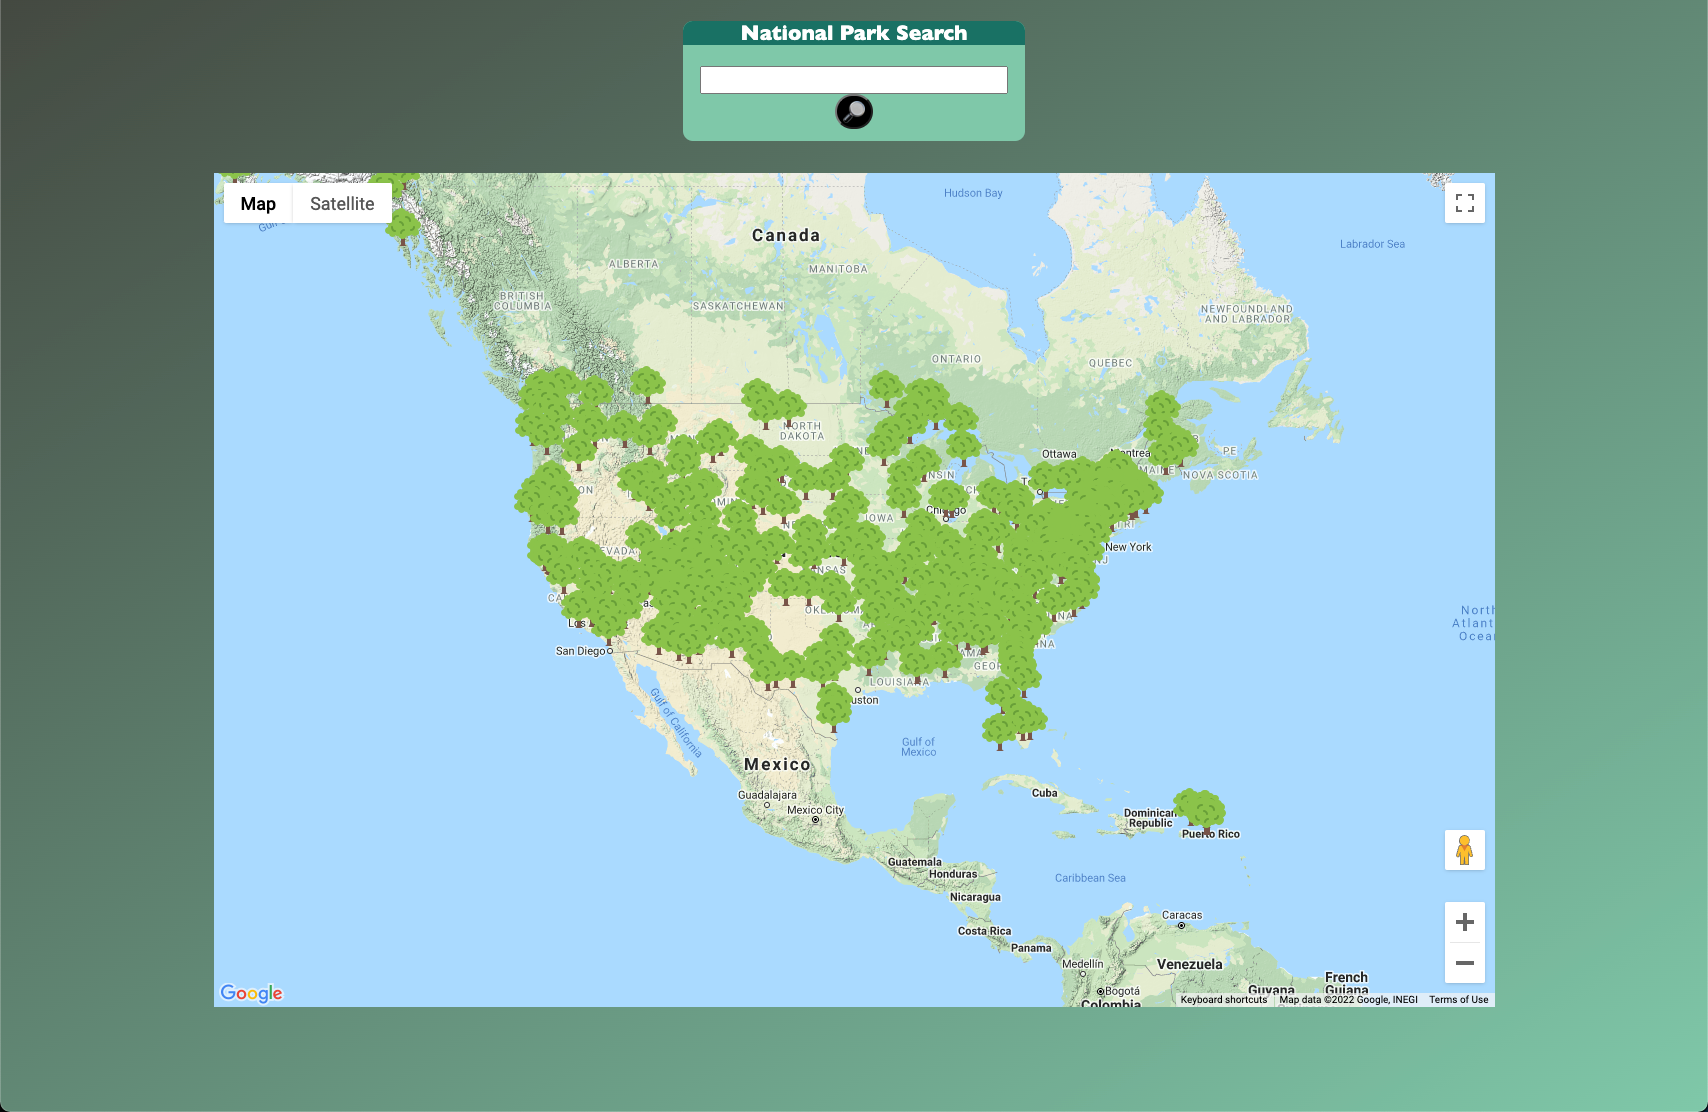 National Park Search
Map
Satellite
Hudson Bay
Labrador Sea
Canada
ALBERTA
MANITOBA
BRITISH
COLUMBIA
SASKATCHEWAN
NEWFOUNDLAND
AND LABRADOR
ONTARIO
QUEBEC
NORTH
DAKOTA
Ottawa
PE
NOVA SCOTIA
MAINE
IOWA
New York
San Diego
LOUISIANA
Gulf of California
Gulf of
Mexico
Mexico
Guadalajara
Mexico City
Cuba
Dominican
Republic
Puerto Rico
Guatemala
Honduras
Caribbean Sea
Nicaragua
Caracas
Costa Rica
Panama
Medellín
Venezuela
Bogotá
Colombia
Guyana
French
Guiana
Google
Keyboard shortcuts
Map data ©2022 Google, INEGI
Terms of Use